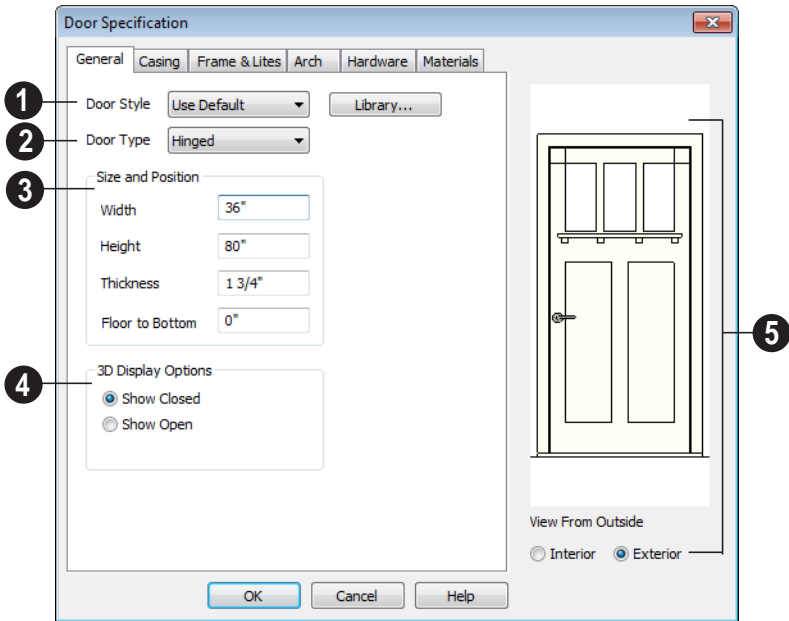 Door Specification
General Casing Frame & Lites Arch Hardware Materials
1 Door Style Use Default Library...
2 Door Type Hinged
3 Size and Position
Width 36"
Height 80"
Thickness 1 3/4"
Floor to Bottom 0"
4 3D Display Options
Show Closed
Show Open
5
View From Outside
Interior Exterior
OK Cancel Help